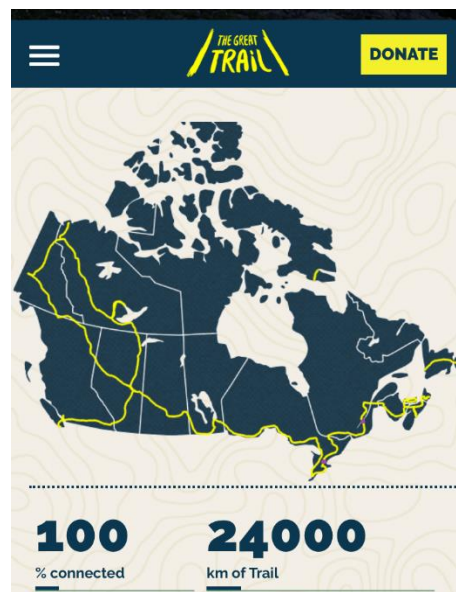 THE GREAT
TRAIL
DONATE
100
24000
% connected
km of Trail